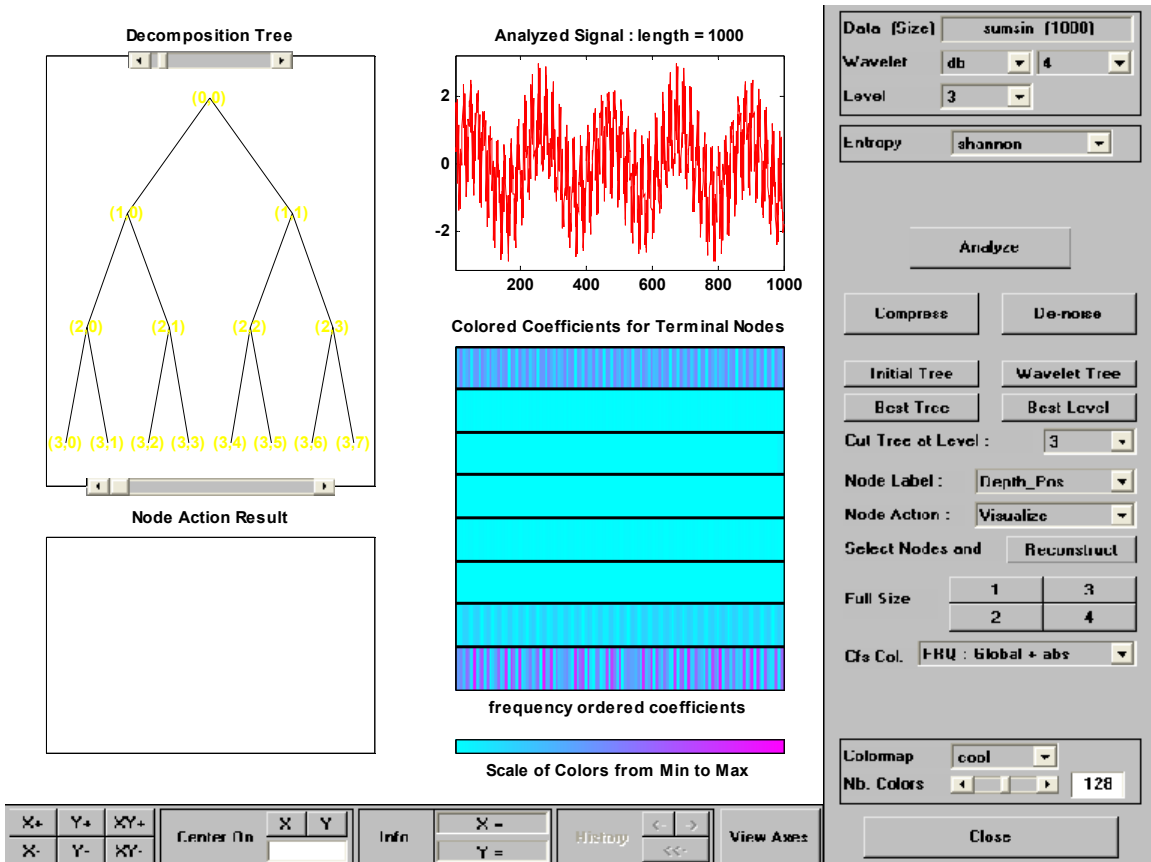 Decomposition Tree
(0,0)
(1,0) (1,1)
(2,0) (2,1) (2,2) (2,3)
(3,0) (3,1) (3,2) (3,3) (3,4) (3,5) (3,6) (3,7)
Node Action Result
Analyzed Signal : length = 1000
2
0
-2
200 400 600 800 1000
Colored Coefficients for Terminal Nodes
frequency ordered coefficients
Scale of Colors from Min to Max
Data (Size) sumsin (1000)
Wavelet db 4
Level 3
Entropy shannon
Analyze
Compress De-noise
Initial Tree Wavelet Tree
Best Tree Best Level
Cut Tree at Level : 3
Node Label : Depth_Pos
Node Action : Visualize
Select Nodes and Reconstruct
Full Size 1 3
2 4
Cfs Col. FRQ : Global + abs
Colormap cool
Nb. Colors 128
Close
X+ Y+ XY+
X- Y- XY-
Center On X Y
Info X =
Y =
History <- ->
<<-
View Axes